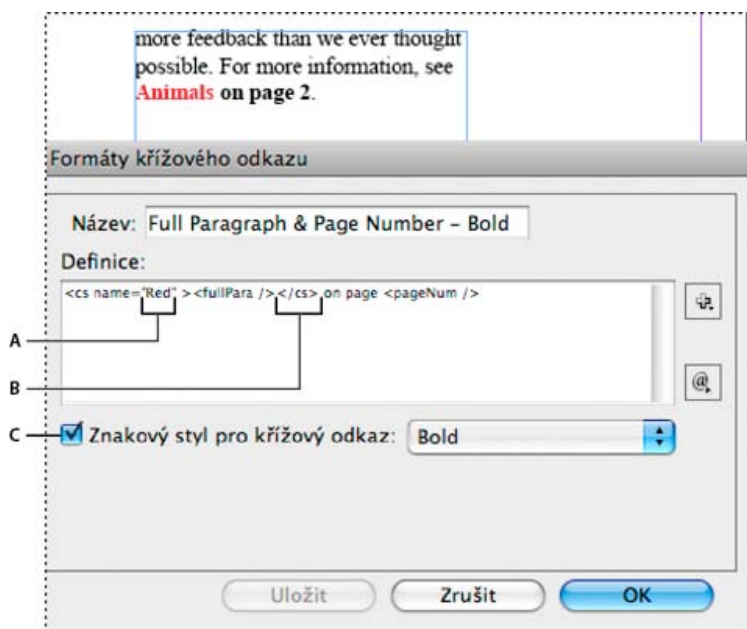 more feedback than we ever thought
possible. For more information, see
Animals on page 2.
Formáty křížového odkazu
Název: Full Paragraph & Page Number – Bold
Definice:
<cs name="Red" ><fullPara /></cs> on page <pageNum />
A
B
C
Znakový styl pro křížový odkaz: Bold
Uložit Zrušit OK